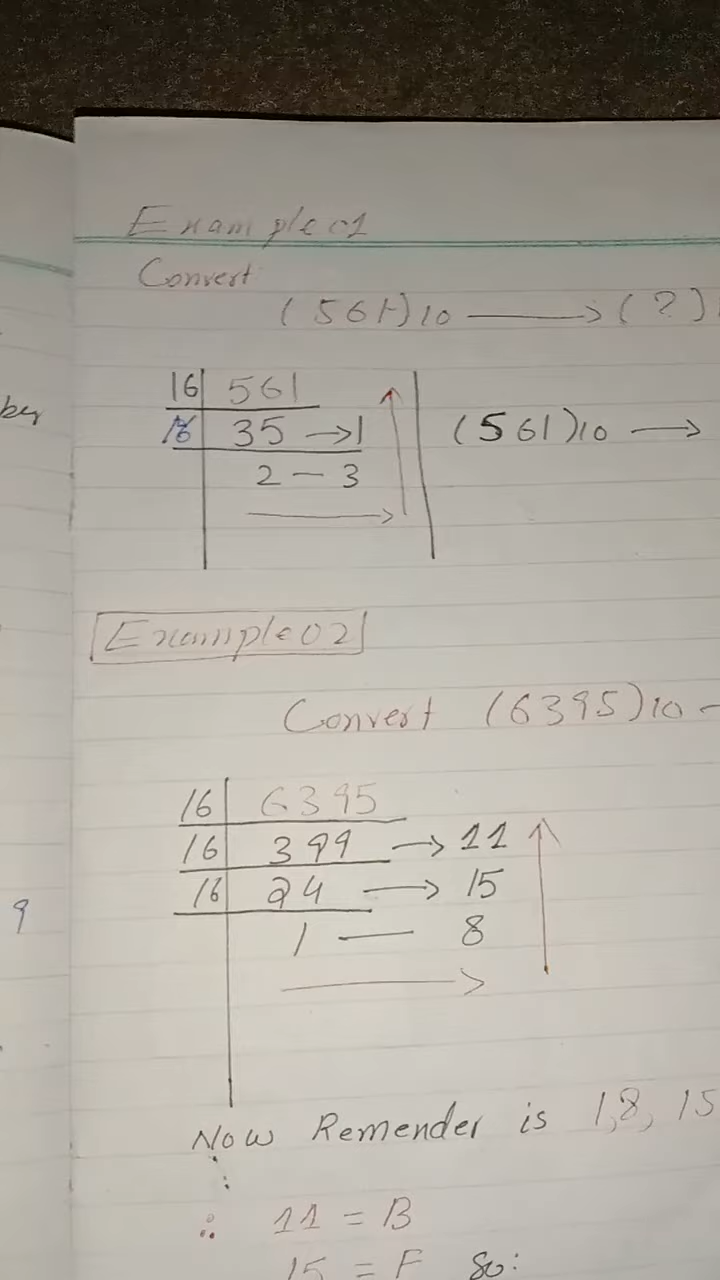 Example 01
Convert
(561)10 ⟶ (?)
ber
16 561
16 35 → 1
2 – 3
(561)10 →
Example 02
Convert (6395)10 –
16 6395
16 399 → 11
16 24 → 15
1 — 8
9
Now Remender is 1,8, 15
∴ 11 = B
15 = F so: